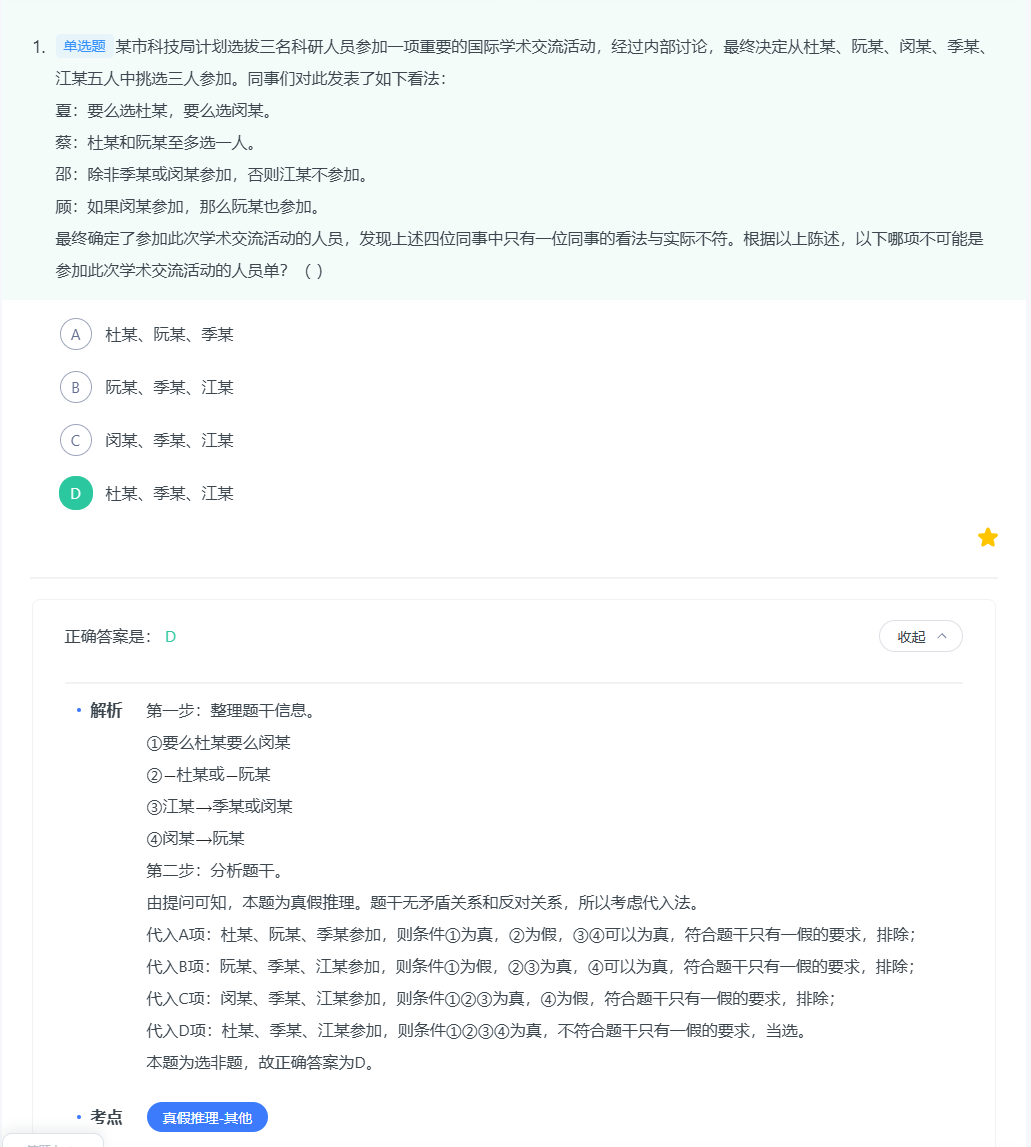 1. 单选题 某市科技局计划选拔三名科研人员参加一项重要的国际学术交流活动，经过内部讨论，最终决定从杜某、阮某、闵某、季某、
江某五人中挑选三人参加。同事们对此发表了如下看法：
夏：要么选杜某，要么选闵某。
蔡：杜某和阮某至多选一人。
邵：除非季某或闵某参加，否则江某不参加。
顾：如果闵某参加，那么阮某也参加。
最终确定了参加此次学术交流活动的人员，发现上述四位同事中只有一位同事的看法与实际不符。根据以上陈述，以下哪项不可能是
参加此次学术交流活动的人员单？（ ）
A 杜某、阮某、季某
B 阮某、季某、江某
C 闵某、季某、江某
D 杜某、季某、江某
正确答案是： D 收起
· 解析 第一步：整理题干信息。
①要么杜某要么闵某
②—杜某或—阮某
③江某→季某或闵某
④闵某→阮某
第二步：分析题干。
由提问可知，本题为真假推理。题干无矛盾关系和反对关系，所以考虑代入法。
代入A项：杜某、阮某、季某参加，则条件①为真，②为假，③④可以为真，符合题干只有一假的要求，排除；
代入B项：阮某、季某、江某参加，则条件①为假，②③为真，④可以为真，符合题干只有一假的要求，排除；
代入C项：闵某、季某、江某参加，则条件①②③为真，④为假，符合题干只有一假的要求，排除；
代入D项：杜某、季某、江某参加，则条件①②③④为真，不符合题干只有一假的要求，当选。
本题为选非题，故正确答案为D。
· 考点 真假推理-其他